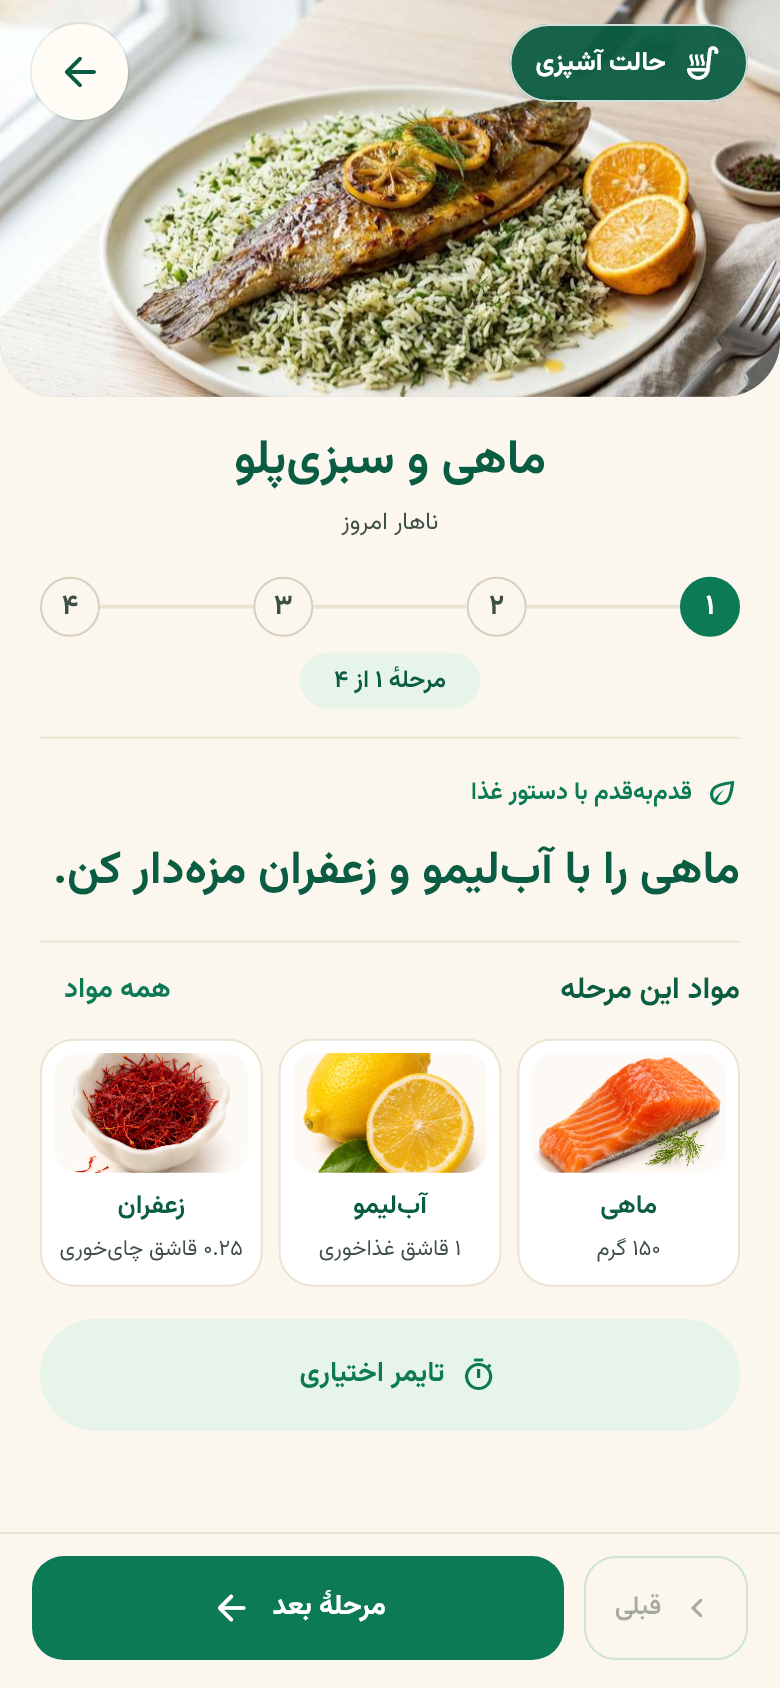 حالت آشپزی
ماهی و سبزی‌پلو
ناهار امروز
۱ ۲ ۳ ۴
مرحلهٔ ۱ از ۴
قدم‌به‌قدم با دستور غذا
ماهی را با آب‌لیمو و زعفران مزه‌دار کن.
مواد این مرحله
همه مواد
ماهی
۱۵۰ گرم
آب‌لیمو
۱ قاشق غذاخوری
زعفران
۰.۲۵ قاشق چای‌خوری
تایمر اختیاری
قبلی
مرحلهٔ بعد